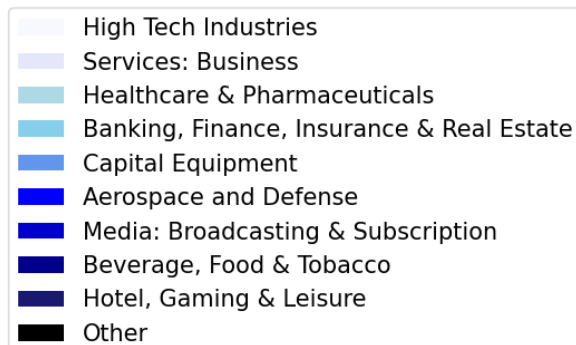 High Tech Industries
Services: Business
Healthcare & Pharmaceuticals
Banking, Finance, Insurance & Real Estate
Capital Equipment
Aerospace and Defense
Media: Broadcasting & Subscription
Beverage, Food & Tobacco
Hotel, Gaming & Leisure
Other